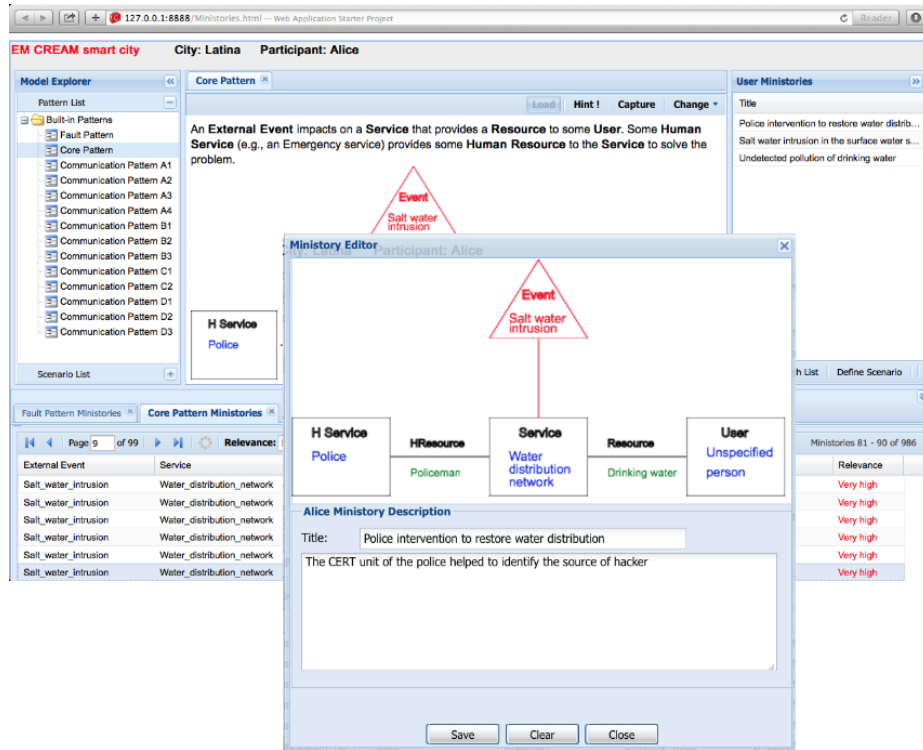 127.0.0.1:8888/Ministories.html — Web Application Starter Project
Reader
EM CREAM smart city City: Latina Participant: Alice
Model Explorer
Pattern List
Built-in Patterns
Fault Pattern
Core Pattern
Communication Pattern A1
Communication Pattern A2
Communication Pattern A3
Communication Pattern A4
Communication Pattern B1
Communication Pattern B2
Communication Pattern B3
Communication Pattern C1
Communication Pattern C2
Communication Pattern D1
Communication Pattern D2
Communication Pattern D3
Scenario List
Core Pattern
Load Hint ! Capture Change
An External Event impacts on a Service that provides a Resource to some User. Some Human
Service (e.g., an Emergency service) provides some Human Resource to the Service to solve the
problem.
Event
Salt water
intrusion
H Service
Police
User Ministories
Title
Police intervention to restore water distrib...
Salt water intrusion in the surface water s...
Undetected pollution of drinking water
h List Define Scenario
Fault Pattern Ministories Core Pattern Ministories
Page 9 of 99 Relevance: Ministories 81 - 90 of 986
External Event Service Relevance
Salt_water_intrusion Water_distribution_network Very high
Salt_water_intrusion Water_distribution_network Very high
Salt_water_intrusion Water_distribution_network Very high
Salt_water_intrusion Water_distribution_network Very high
Salt_water_intrusion Water_distribution_network Very high
Salt_water_intrusion Water_distribution_network Very high
Ministory Editor
City: Latina Participant: Alice
Event
Salt water
intrusion
H Service
Police
HResource
Policeman
Service
Water
distribution
network
Resource
Drinking water
User
Unspecified
person
Alice Ministory Description
Title: Police intervention to restore water distribution
The CERT unit of the police helped to identify the source of hacker
Save Clear Close